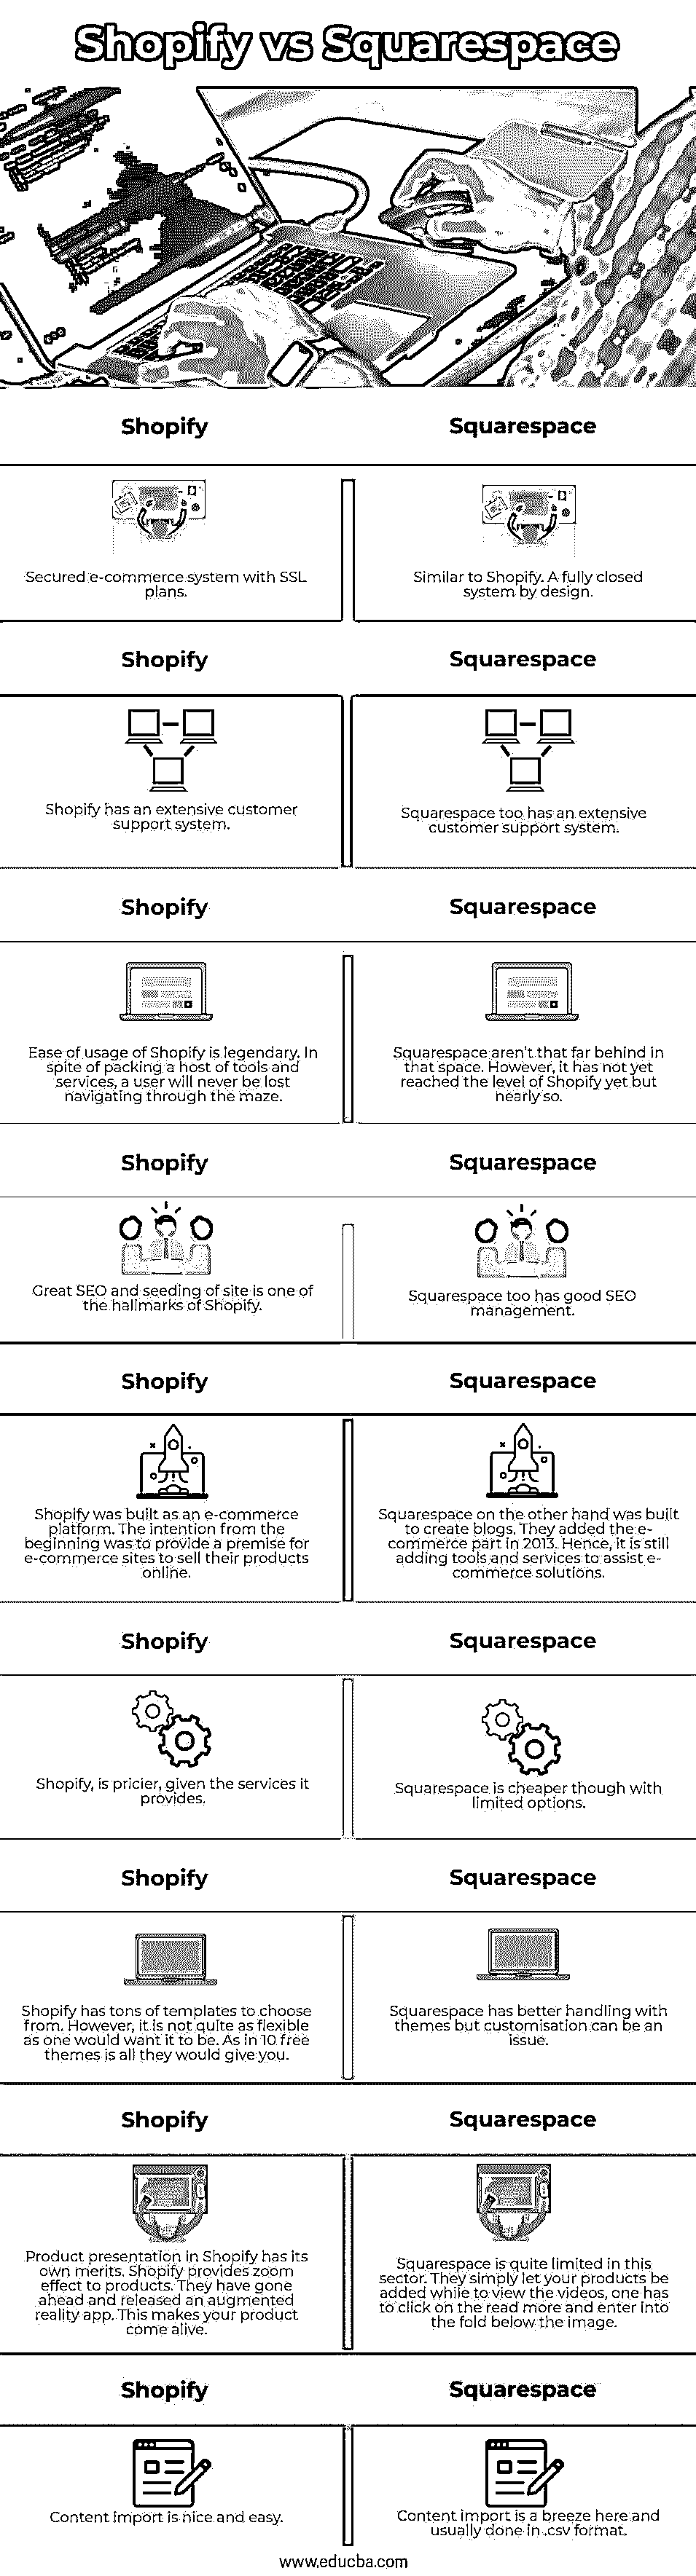 Shopify vs Squarespace
Shopify
Squarespace
Secured e-commerce system with SSL
plans.
Similar to Shopify. A fully closed
system by design.
Shopify
Squarespace
Shopify has an extensive customer
support system.
Squarespace too has an extensive
customer support system.
Shopify
Squarespace
Ease of usage of Shopify is legendary. In
spite of packing a host of tools and
services, a user will never be lost
navigating through the maze.
Squarespace aren't that far behind in
that space. However, it has not yet
reached the level of Shopify yet but
nearly so.
Shopify
Squarespace
Great SEO and seeding of site is one of
the hallmarks of Shopify.
Squarespace too has good SEO
management.
Shopify
Squarespace
Shopify was built as an e-commerce
platform. The intention from the
beginning was to provide a premise for
e-commerce sites to sell their products
online.
Squarespace on the other hand was built
to create blogs. They added the e-
commerce part in 2013. Hence, it is still
adding tools and services to assist e-
commerce solutions.
Shopify
Squarespace
Shopify, is pricier, given the services it
provides.
Squarespace is cheaper though with
limited options.
Shopify
Squarespace
Shopify has tons of templates to choose
from. However, it is not quite as flexible
as one would want it to be. As in 10 free
themes is all they would give you.
Squarespace has better handling with
themes but customisation can be an
issue.
Shopify
Squarespace
Product presentation in Shopify has its
own merits. Shopify provides zoom
effect to products. They have gone
ahead and released an augmented
reality app. This makes your product
come alive.
Squarespace is quite limited in this
sector. They simply let your products be
added while to view the videos, one has
to click on the read more and enter into
the fold below the image.
Shopify
Squarespace
Content import is nice and easy.
Content import is a breeze here and
usually done in .csv format.
www.educba.com